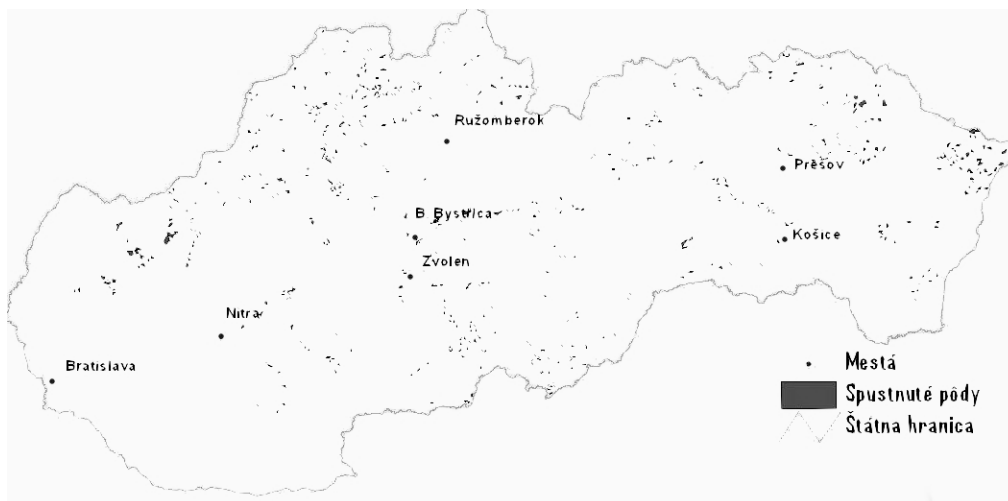 Ružomberok
Prešov
B. Bystrica
Košice
Zvolen
Nitra
Bratislava
Mestá
Spustnuté pôdy
Štátna hranica